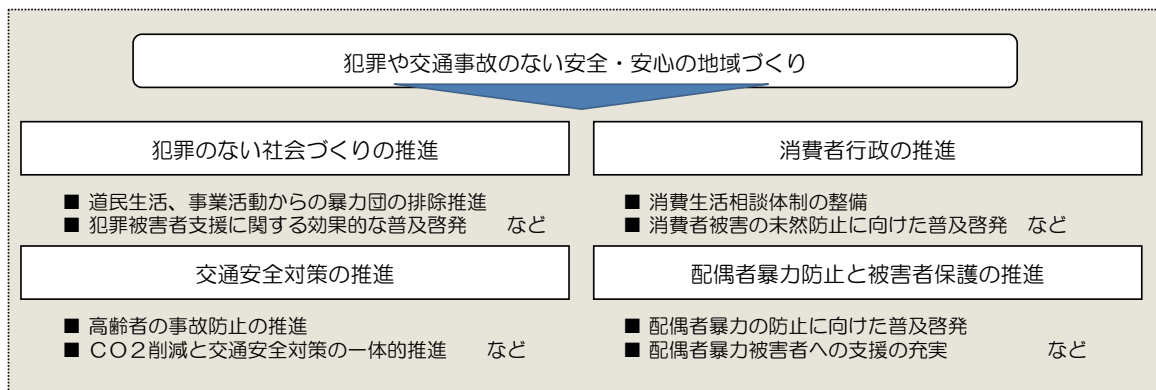 犯罪や交通事故のない安全・安心の地域づくり
犯罪のない社会づくりの推進
■ 道民生活、事業活動からの暴力団の排除推進
■ 犯罪被害者支援に関する効果的な普及啓発　など
消費者行政の推進
■ 消費生活相談体制の整備
■ 消費者被害の未然防止に向けた普及啓発　など
交通安全対策の推進
■ 高齢者の事故防止の推進
■ ＣＯ２削減と交通安全対策の一体的推進　など
配偶者暴力防止と被害者保護の推進
■ 配偶者暴力の防止に向けた普及啓発
■ 配偶者暴力被害者への支援の充実　など